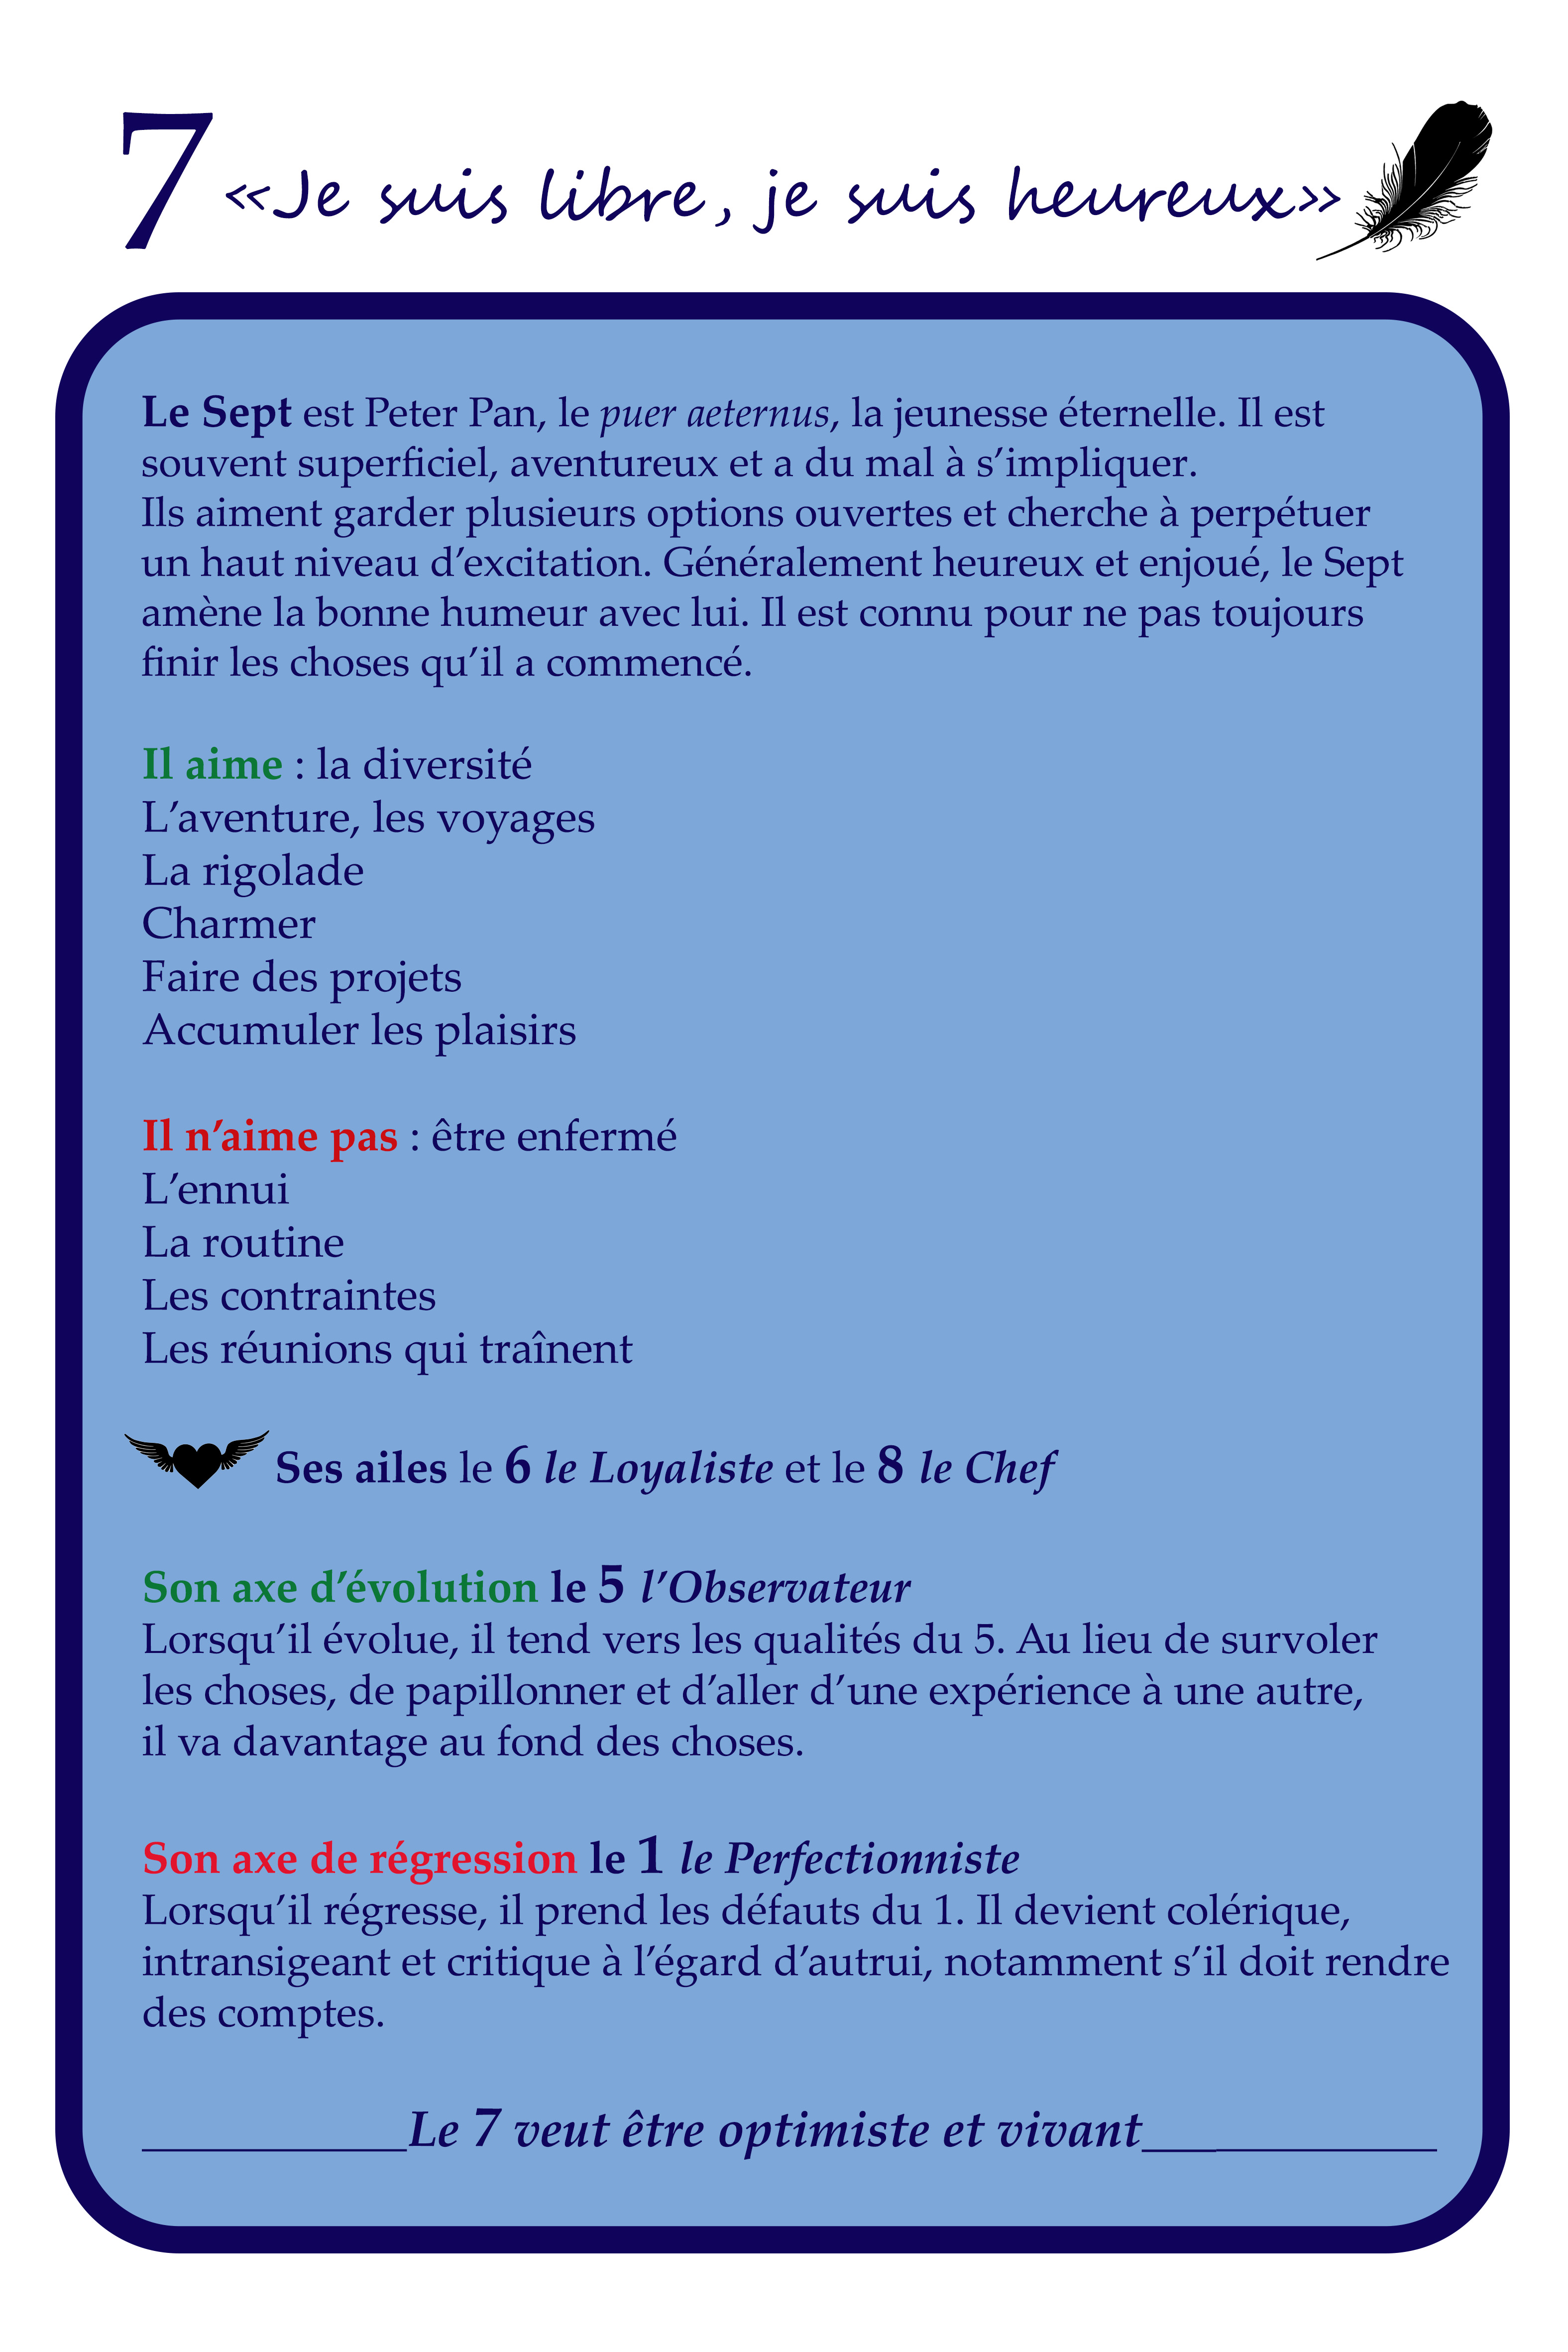 7 «Je suis libre, je suis heureux»
Le Sept est Peter Pan, le puer aeternus, la jeunesse éternelle. Il est
souvent superficiel, aventureux et a du mal à s’impliquer.
Ils aiment garder plusieurs options ouvertes et cherche à perpétuer
un haut niveau d’excitation. Généralement heureux et enjoué, le Sept
amène la bonne humeur avec lui. Il est connu pour ne pas toujours
finir les choses qu’il a commencé.
Il aime : la diversité
L’aventure, les voyages
La rigolade
Charmer
Faire des projets
Accumuler les plaisirs
Il n’aime pas : être enfermé
L’ennui
La routine
Les contraintes
Les réunions qui traînent
Ses ailes le 6 le Loyaliste et le 8 le Chef
Son axe d’évolution le 5 l’Observateur
Lorsqu’il évolue, il tend vers les qualités du 5. Au lieu de survoler
les choses, de papillonner et d’aller d’une expérience à une autre,
il va davantage au fond des choses.
Son axe de régression le 1 le Perfectionniste
Lorsqu’il régresse, il prend les défauts du 1. Il devient colérique,
intransigeant et critique à l’égard d’autrui, notamment s’il doit rendre
des comptes.
Le 7 veut être optimiste et vivant